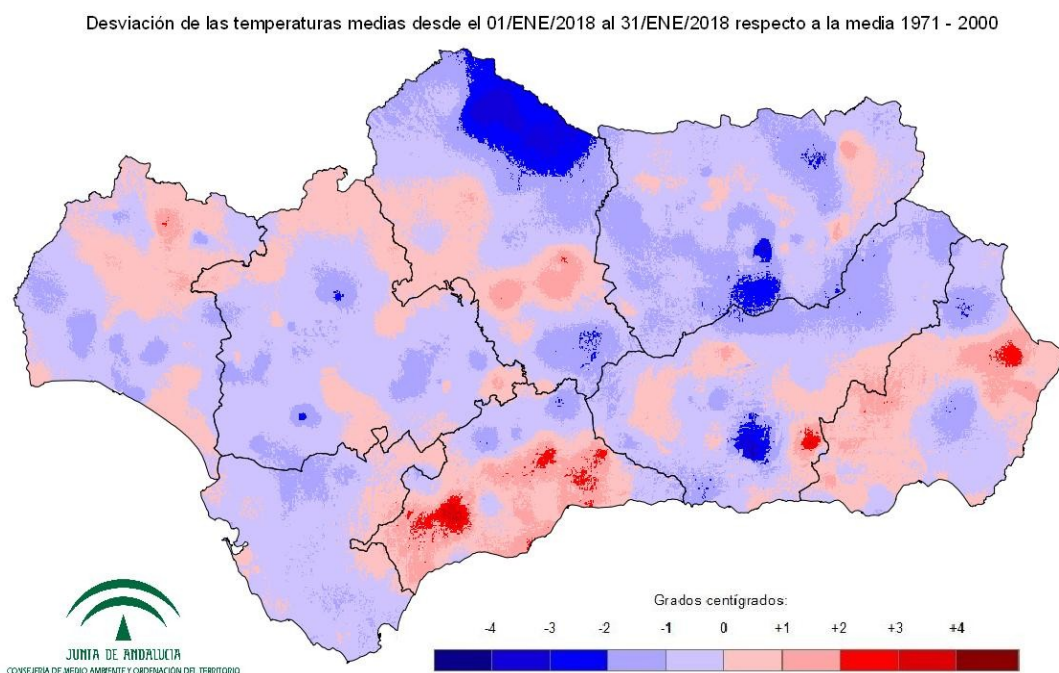 Desviación de las temperaturas medias desde el 01/ENE/2018 al 31/ENE/2018 respecto a la media 1971 - 2000
Grados centígrados:
-4 -3 -2 -1 0 +1 +2 +3 +4
JUNTA DE ANDALUCIA
CONSEJERÍA DE MEDIO AMBIENTE Y ORDENACIÓN DEL TERRITORIO